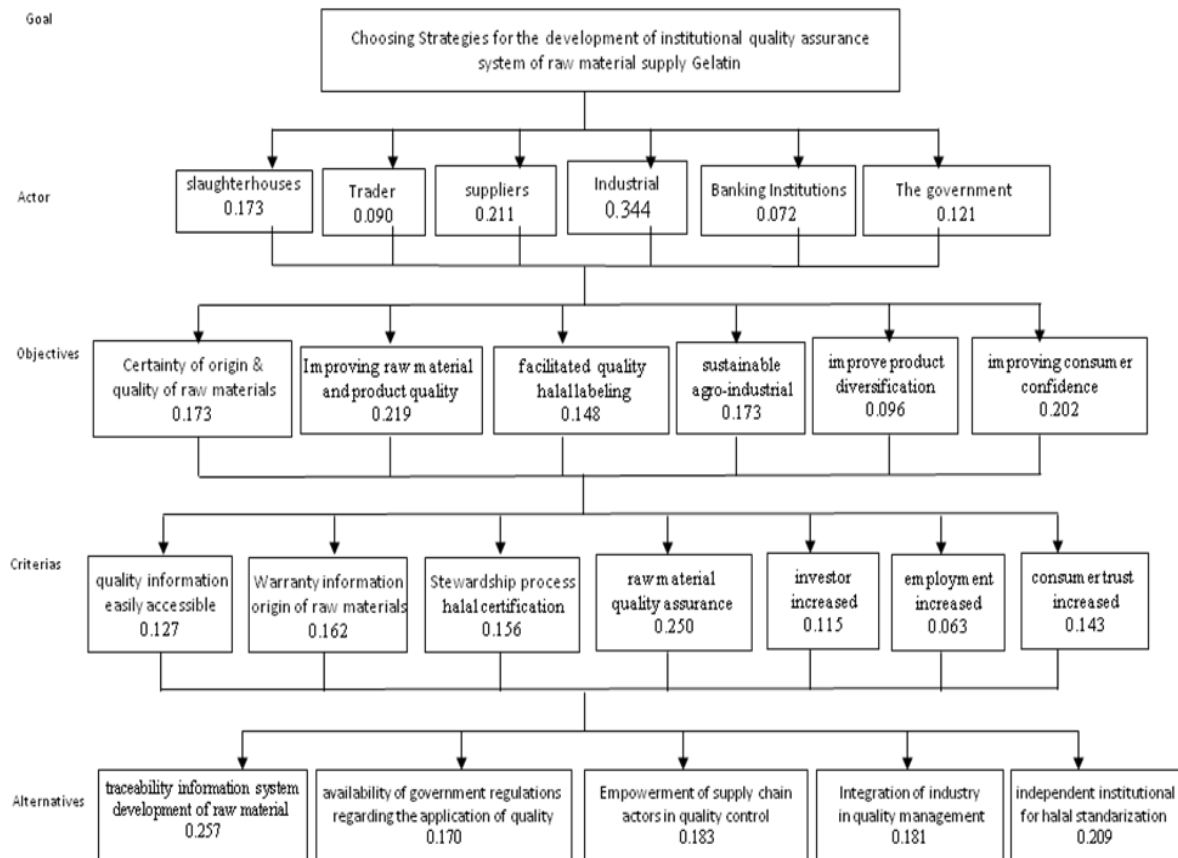 Goal
Choosing Strategies for the development of institutional quality assurance
system of raw material supply Gelatin
Actor
slaughterhouses
0.173
Trader
0.090
suppliers
0.211
Industrial
0.344
Banking Institutions
0.072
The government
0.121
Objectives
Certainty of origin &
quality of raw materials
0.173
Improving raw material
and product quality
0.219
facilitated quality
halal labeling
0.148
sustainable
agro-industrial
0.173
improve product
diversification
0.096
improving consumer
confidence
0.202
Criterias
quality information
easily accessible
0.127
Warranty information
origin of raw materials
0.162
Stewardship process
halal certification
0.156
raw material
quality assurance
0.250
investor
increased
0.115
employment
increased
0.063
consumer trust
increased
0.143
Alternatives
traceability information system
development of raw material
0.257
availability of government regulations
regarding the application of quality
0.170
Empowerment of supply chain
actors in quality control
0.183
Integration of industry
in quality management
0.181
independent institutional
for halal standarization
0.209